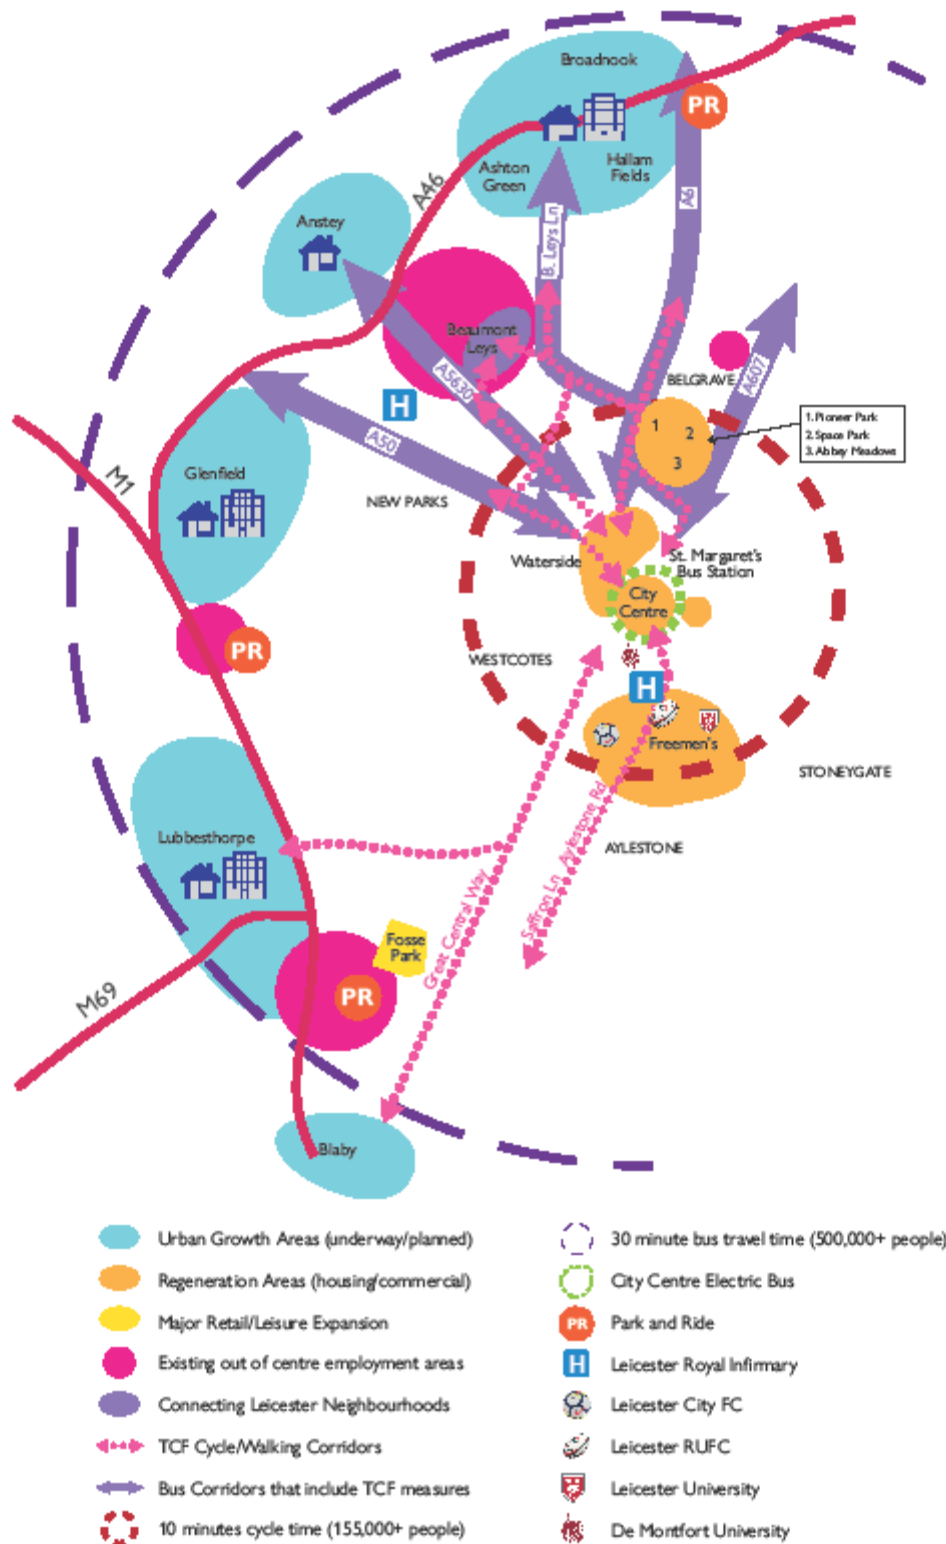 Broadnook
PR
Ashton
Green
Hallam
Fields
A46
A6
Anstey
B. Leys Ln
Beaumont
Leys
BELGRAVE
A607
A5630
H
A50
1. Pioneer Park
2. Space Park
3. Abbey Meadows
1
2
3
M1
Glenfield
NEW PARKS
Waterside
St. Margaret's
Bus Station
City
Centre
PR
WESTCOTES
H
Freemen's
STONEYGATE
Lubbesthorpe
AYLESTONE
Saffron Ln Aylestone Rd
Great Central Way
Fosse
Park
PR
M69
Blaby
Urban Growth Areas (underway/planned)
Regeneration Areas (housing/commercial)
Major Retail/Leisure Expansion
Existing out of centre employment areas
Connecting Leicester Neighbourhoods
TCF Cycle/Walking Corridors
Bus Corridors that include TCF measures
10 minutes cycle time (155,000+ people)
30 minute bus travel time (500,000+ people)
City Centre Electric Bus
PR Park and Ride
H Leicester Royal Infirmary
Leicester City FC
Leicester RUFC
Leicester University
De Montfort University